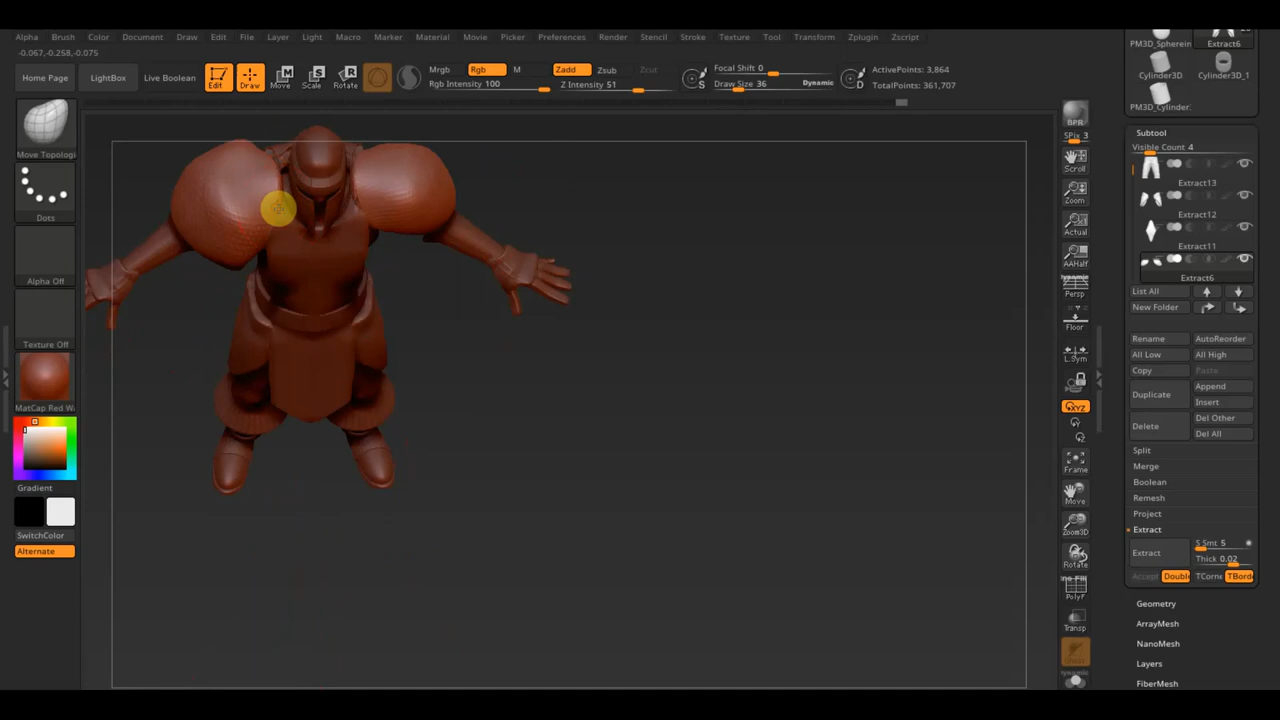 Alpha Brush Color Document Draw Edit File Layer Light Macro Marker Material Movie Picker Preferences Render Stencil Stroke Texture Tool Transform Zplugin Zscript
-0.067,-0.258,-0.075
Home Page LightBox Live Boolean Edit Draw Move Scale Rotate
Mrgb Rgb M Zadd Zsub Zcut
Rgb Intensity 100 Z Intensity 51
Focal Shift 0
Draw Size 36 Dynamic
S D
ActivePoints: 3,864
TotalPoints: 361,707
Move Topologi
Dots
Alpha Off
Texture Off
MatCap Red W
Gradient
SwitchColor
Alternate
BPR
SPix 3
Scroll
Zoom
Actual
AAHalf
Persp
Floor
L.Sym
XYZ
Frame
Move
Zoom3D
Rotate
PolyF
Transp
PM3D_Spherein Extract6
Cylinder3D Cylinder3D_1
PM3D_Cylinder.
Subtool
Visible Count 4
Extract13
Extract12
Extract11
Extract6
List All
New Folder
Rename AutoReorder
All Low All High
Copy Paste
Duplicate Append
Insert
Delete Del Other
Del All
Split
Merge
Boolean
Remesh
Project
Extract
Extract S Smt 5
Thick 0.02
Accept Double TCorne TBorde
Geometry
ArrayMesh
NanoMesh
Layers
FiberMesh